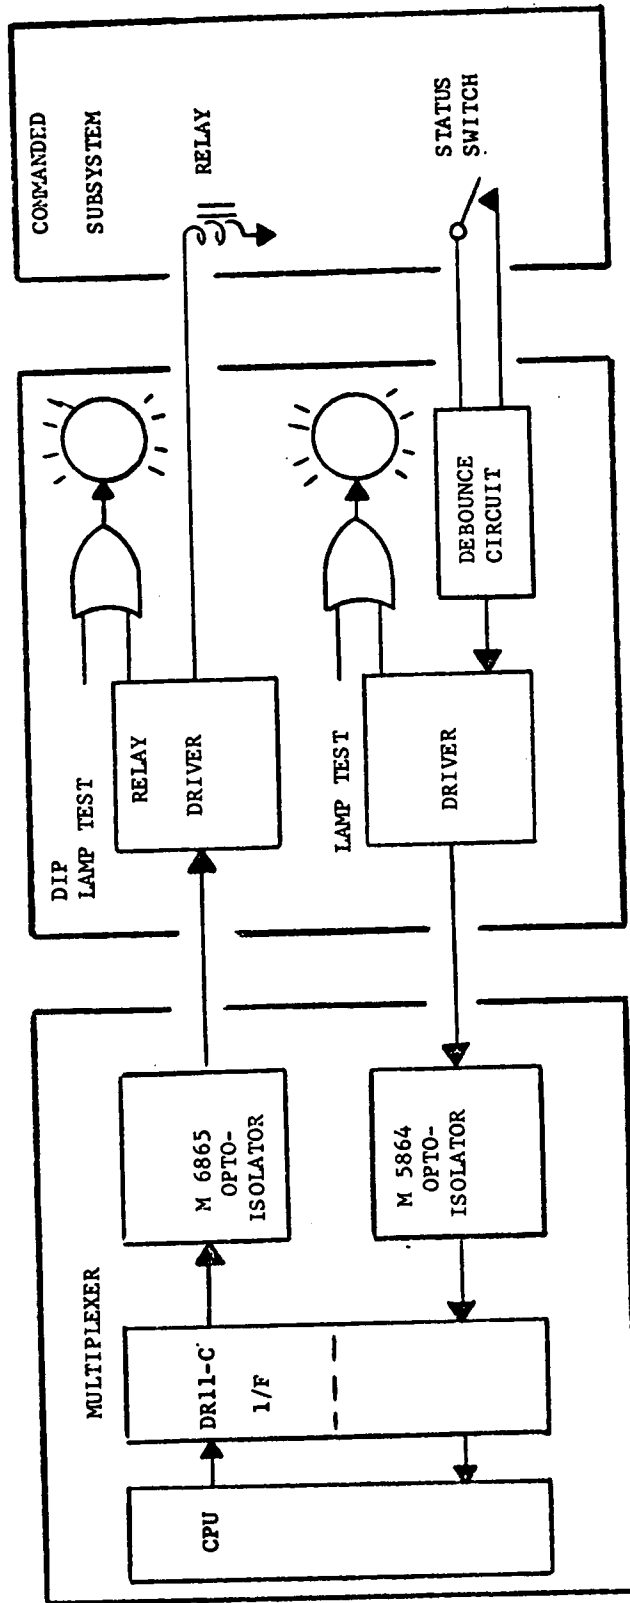 MULTIPLEXER
CPU
DR11-C
1/F
M 6865
OPTO-
ISOLATOR
M 5864
OPTO-
ISOLATOR
DIP
LAMP TEST
RELAY
DRIVER
LAMP TEST
DRIVER
DEBOUNCE
CIRCUIT
COMMANDED
SUBSYSTEM
RELAY
STATUS
SWITCH